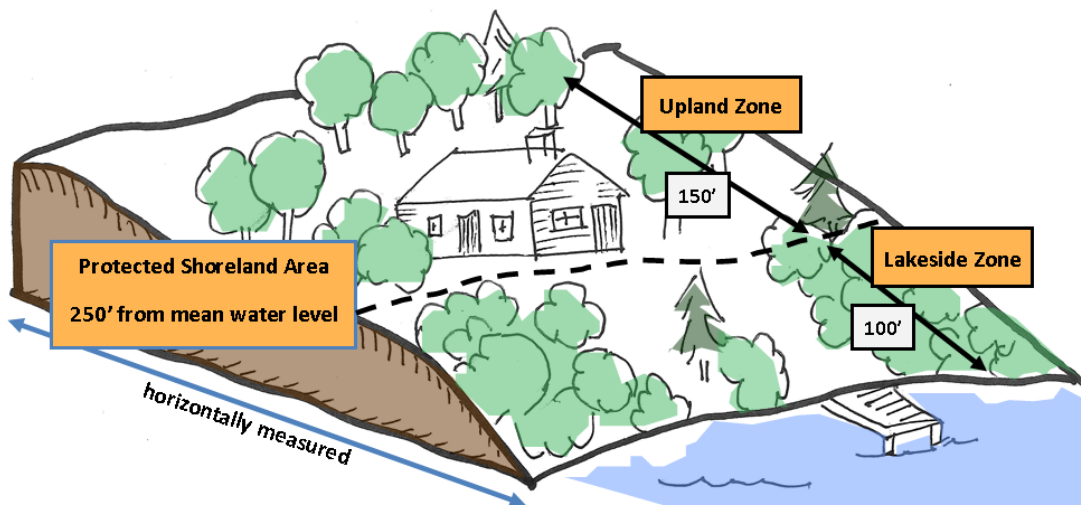 Upland Zone
150’
Protected Shoreland Area
250’ from mean water level
Lakeside Zone
100’
horizontally measured